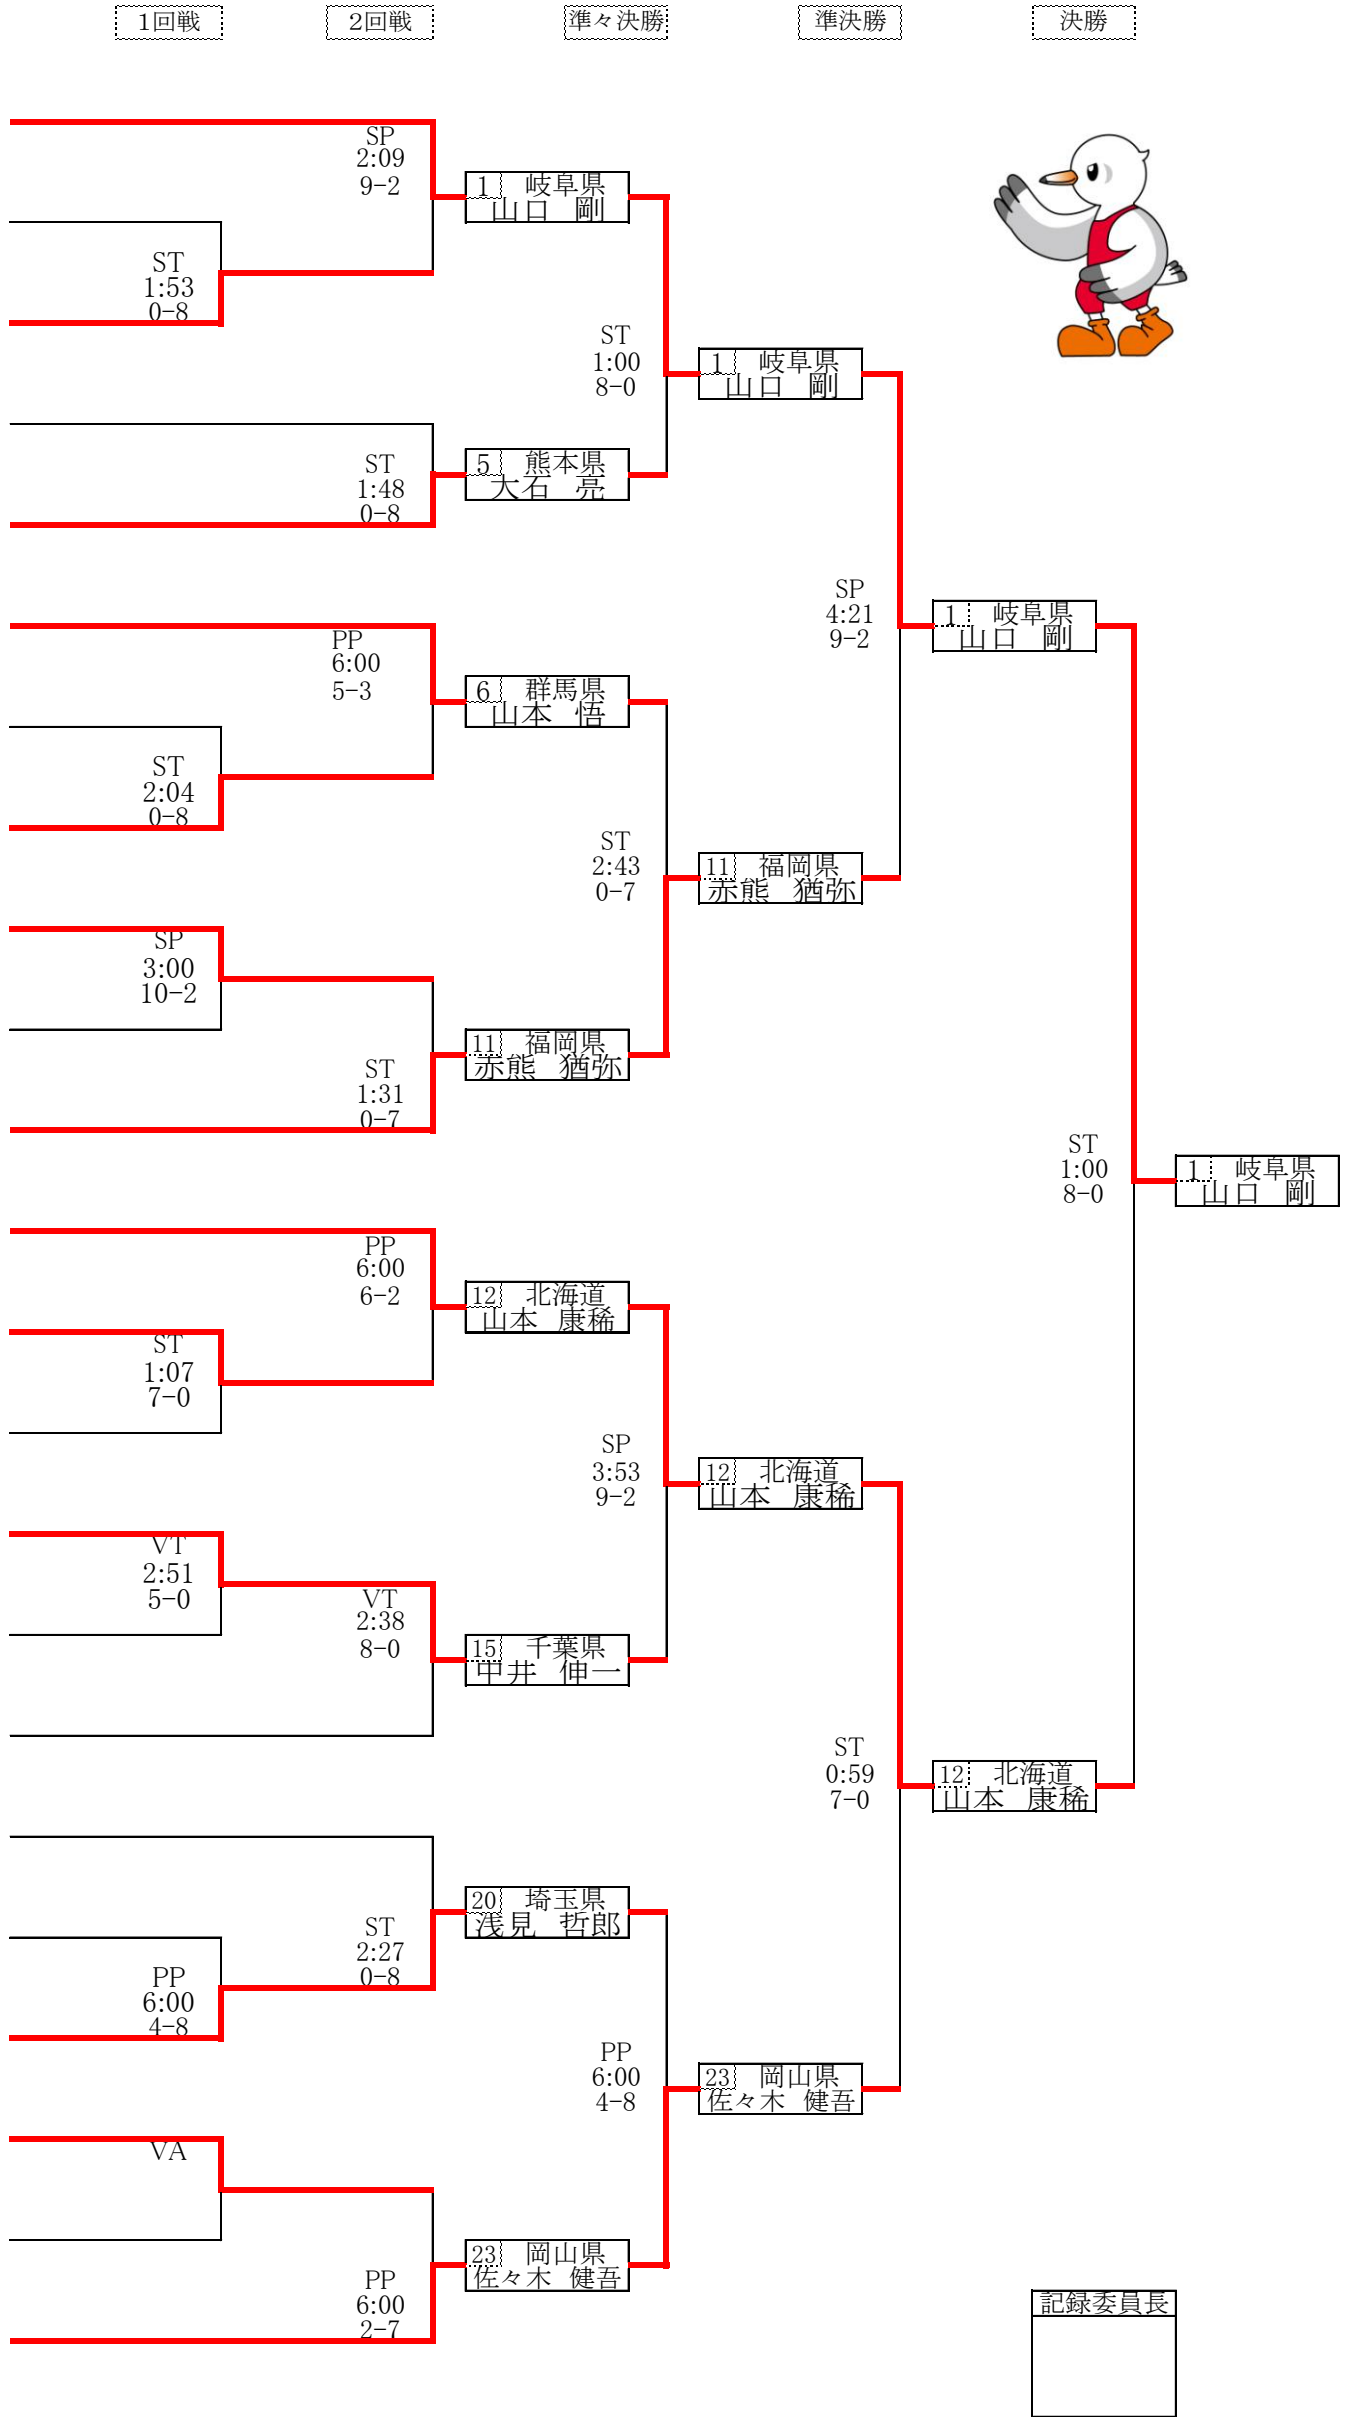 1回戦
2回戦
準々決勝
準決勝
決勝
SP
2:09
9-2
1 岐阜県
山口 剛
ST
1:53
0-8
ST
1:00
8-0
1 岐阜県
山口 剛
ST
1:48
0-8
5 熊本県
大石 亮
SP
4:21
9-2
1 岐阜県
山口 剛
PP
6:00
5-3
6 群馬県
山本 悟
ST
2:04
0-8
ST
2:43
0-7
11 福岡県
赤熊 猶弥
SP
3:00
10-2
11 福岡県
赤熊 猶弥
ST
1:31
0-7
ST
1:00
8-0
1 岐阜県
山口 剛
PP
6:00
6-2
12 北海道
山本 康稀
ST
1:07
7-0
SP
3:53
9-2
12 北海道
山本 康稀
VT
2:51
5-0
VT
2:38
8-0
15 千葉県
中井 伸一
ST
0:59
7-0
12 北海道
山本 康稀
20 埼玉県
浅見 哲郎
ST
2:27
0-8
PP
6:00
4-8
PP
6:00
4-8
23 岡山県
佐々木 健吾
VA
23 岡山県
佐々木 健吾
PP
6:00
2-7
記録委員長